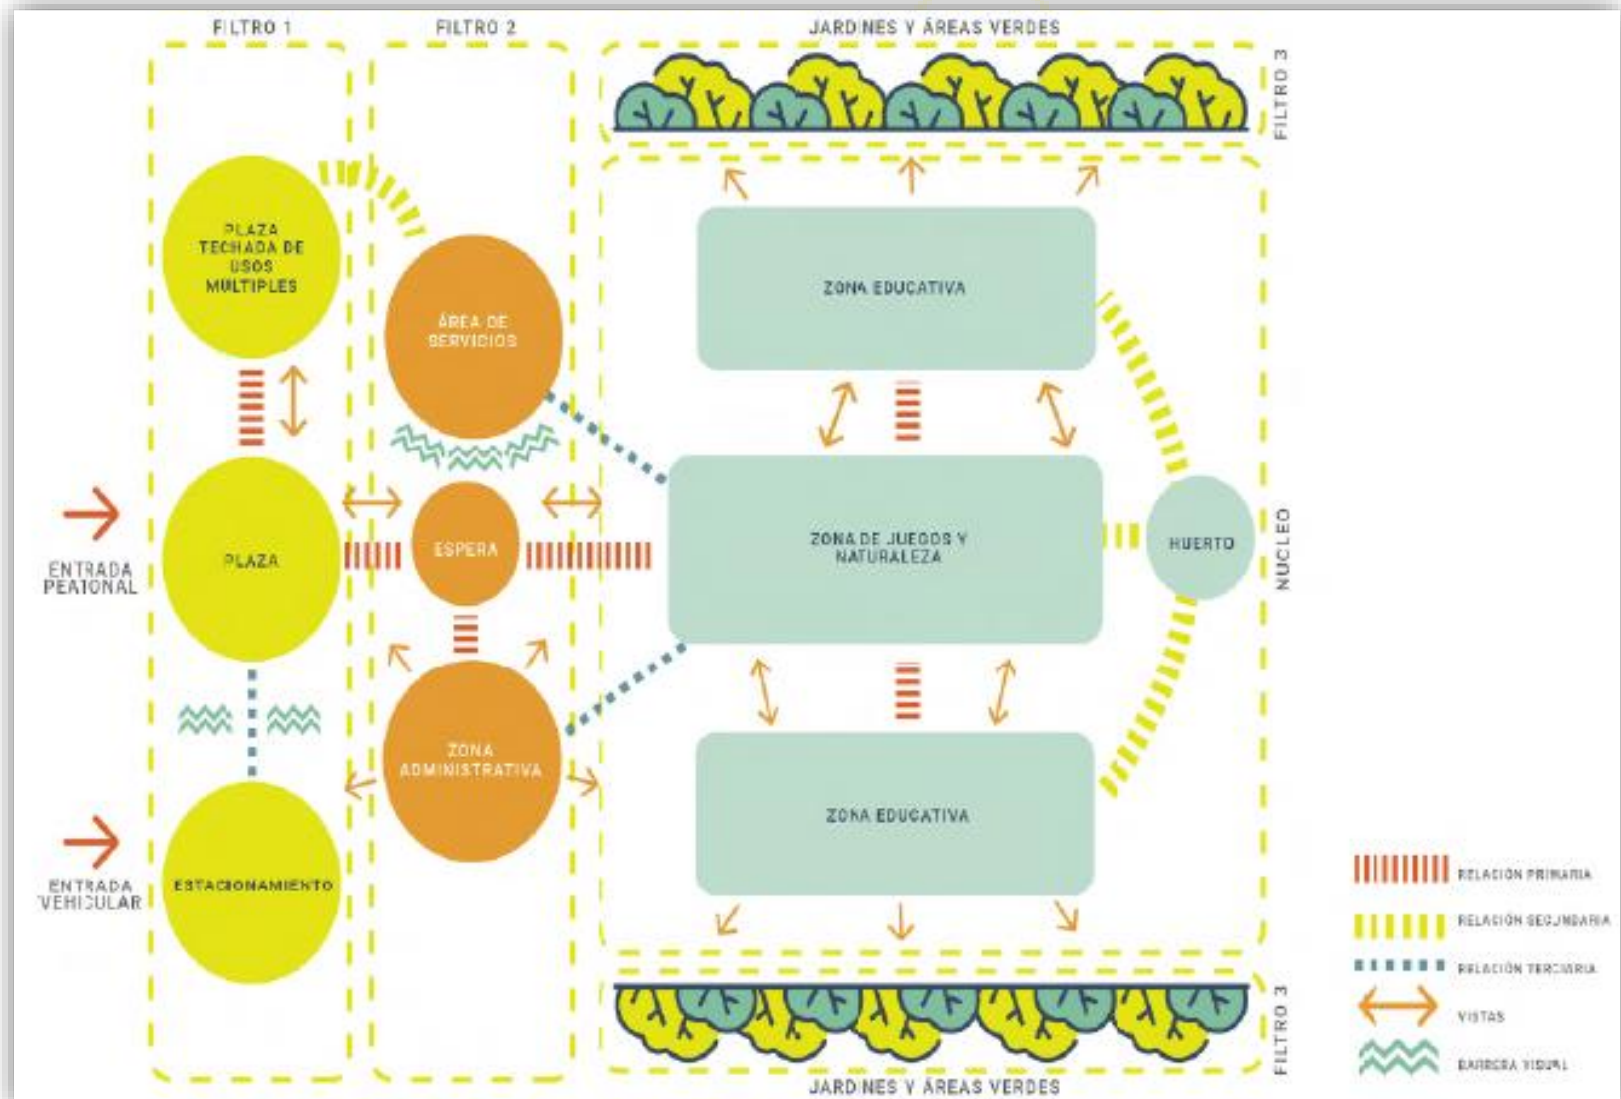 FILTRO 1
FILTRO 2
JARDINES Y ÁREAS VERDES
FILTRO 3
PLAZA
TECHADA DE
USOS
MÚLTIPLES
ÁREA DE
SERVICIOS
ZONA EDUCATIVA
ENTRADA
PEATONAL
PLAZA
ESPERA
ZONA DE JUEGOS Y
NATURALEZA
HUERTO
NÚCLEO
ZONA
ADMINISTRATIVA
ZONA EDUCATIVA
ENTRADA
VEHICULAR
ESTACIONAMIENTO
RELACIÓN PRIMARIA
RELACIÓN SECUNDARIA
RELACIÓN TERCIARIA
VISTAS
BARRERA VISUAL
FILTRO 3
JARDINES Y ÁREAS VERDES